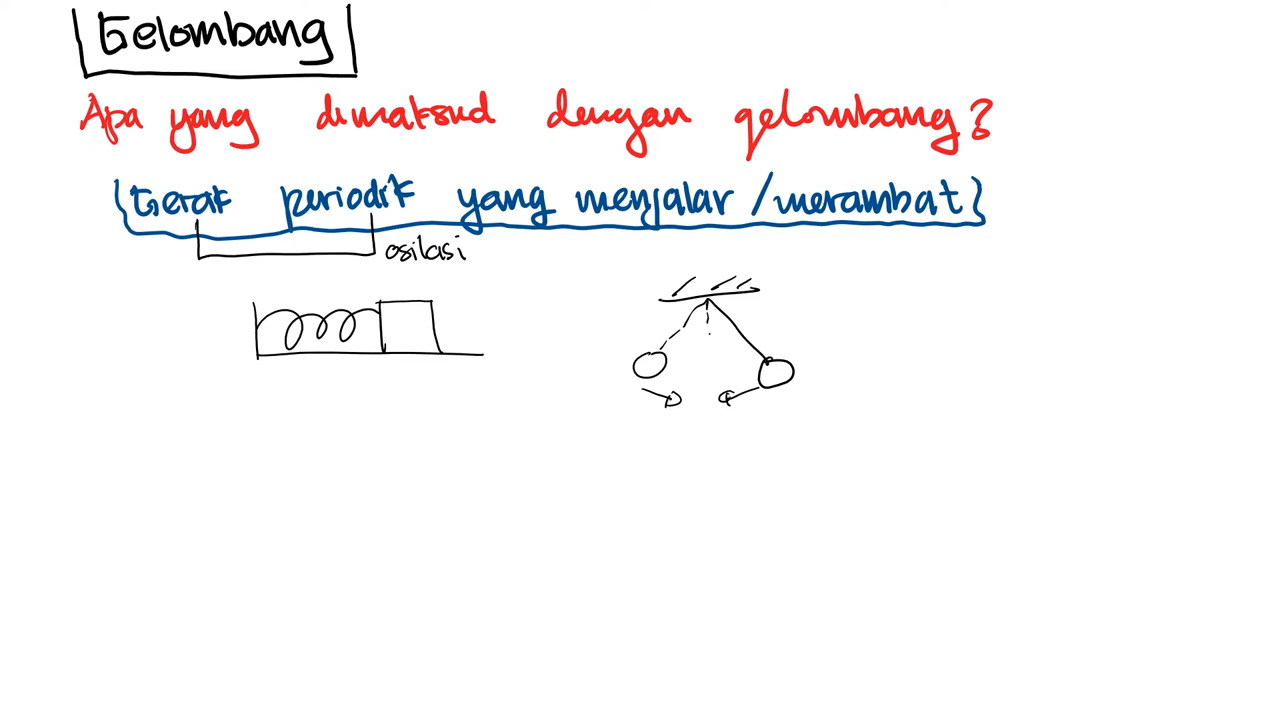 Gelombang
Apa yang dimaksud dengan gelombang?
{Gerak periodik yang menjalar / merambat}
osilasi